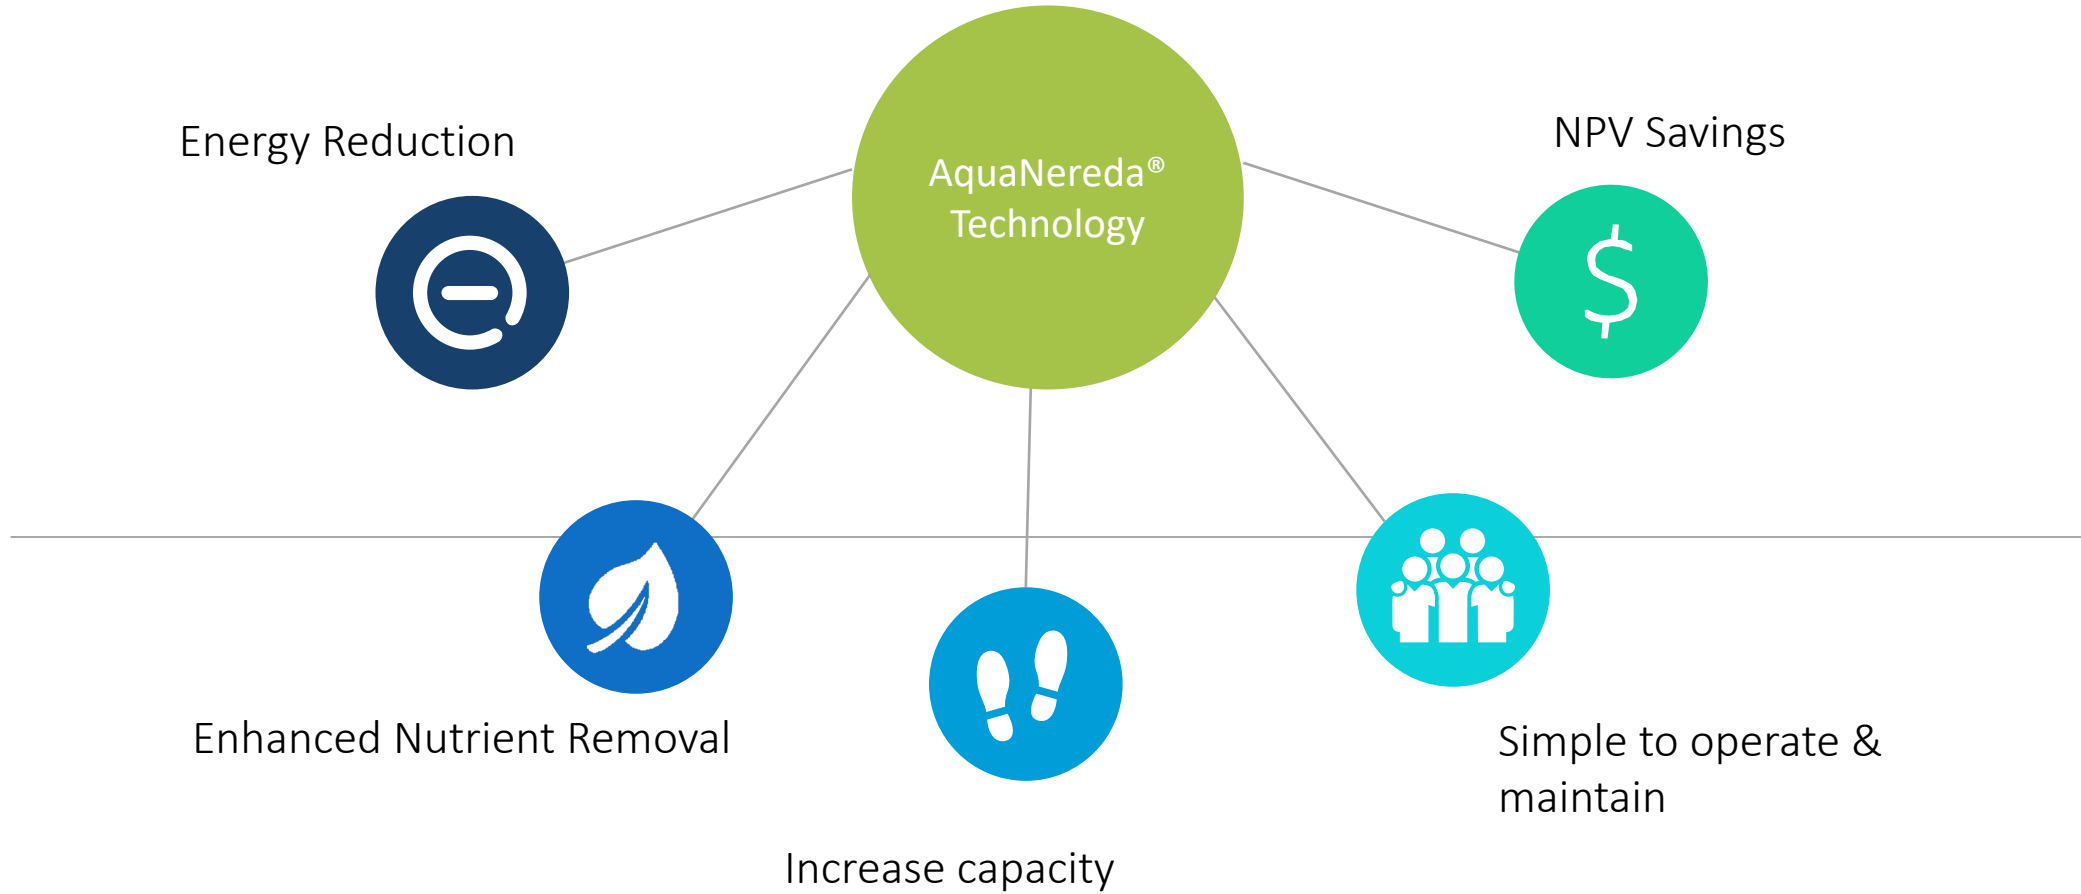 Energy Reduction
AquaNereda®
Technology
NPV Savings
$
Enhanced Nutrient Removal
Simple to operate &
maintain
Increase capacity